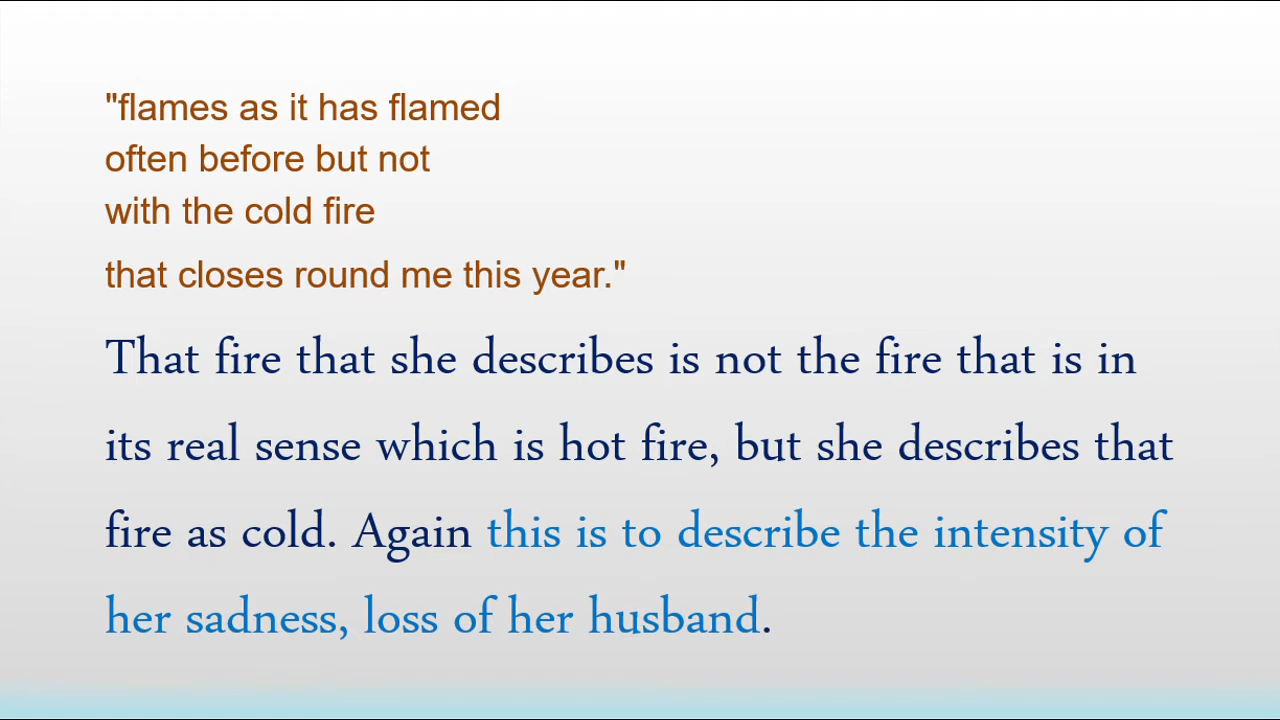 "flames as it has flamed
often before but not
with the cold fire
that closes round me this year."
That fire that she describes is not the fire that is in
its real sense which is hot fire, but she describes that
fire as cold. Again this is to describe the intensity of
her sadness, loss of her husband.